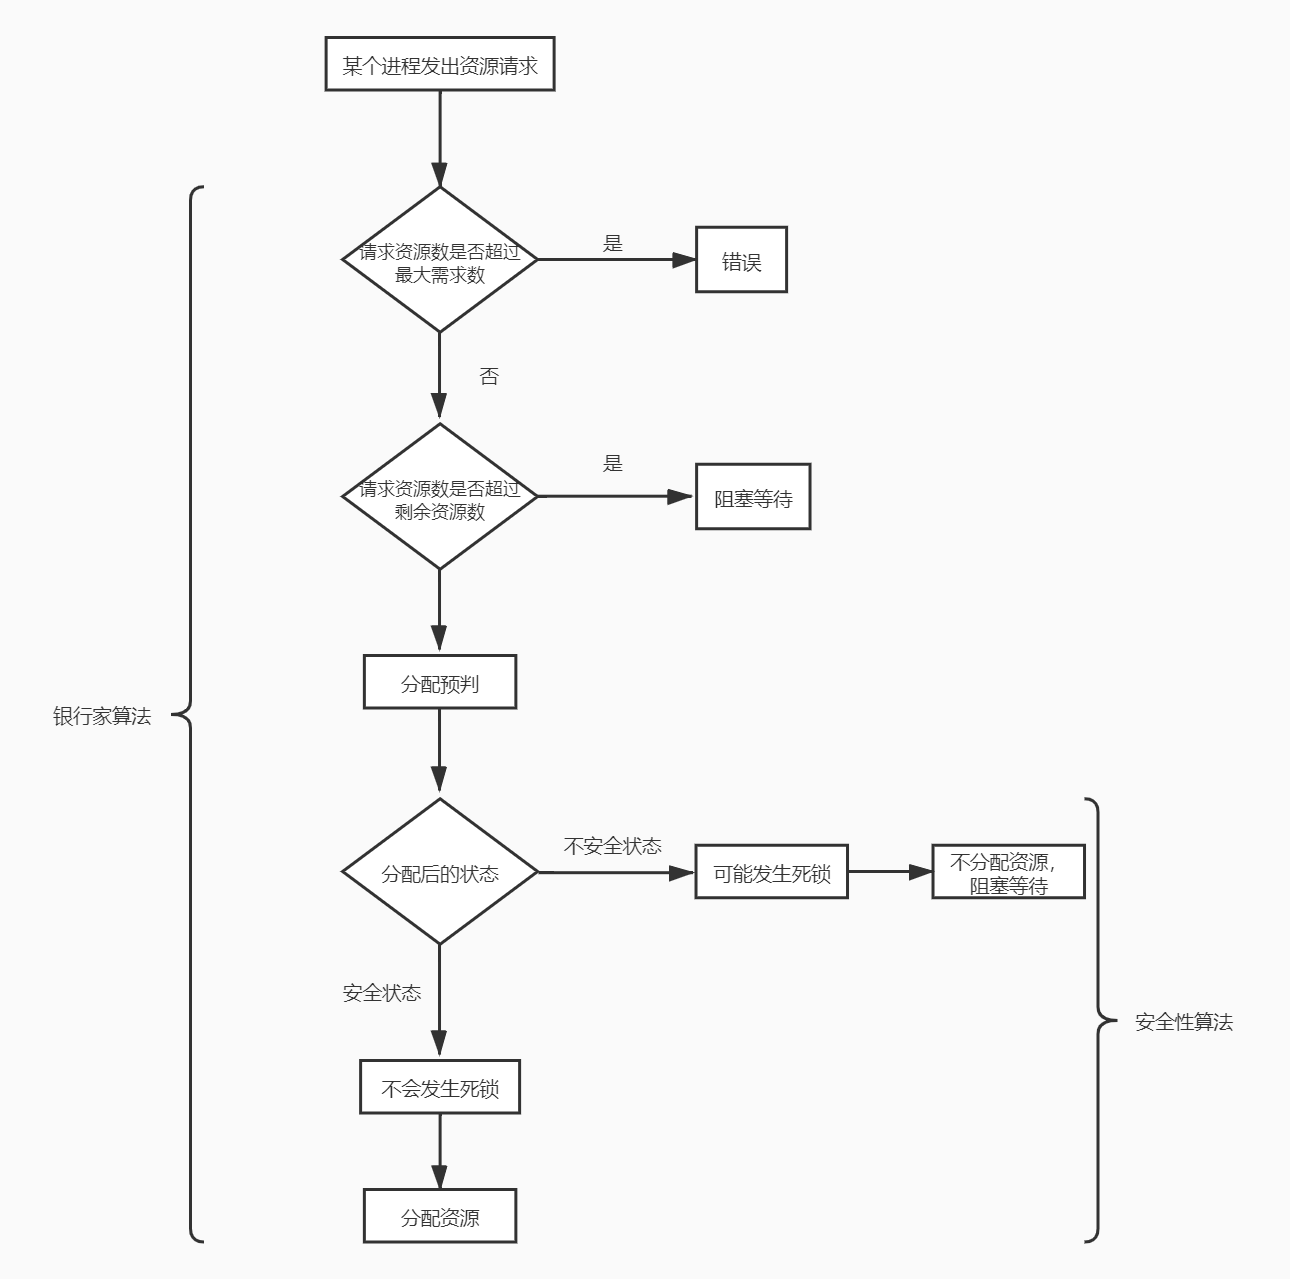 某个进程发出资源请求
请求资源数是否超过
最大需求数
是
错误
否
请求资源数是否超过
剩余资源数
是
阻塞等待
分配预判
银行家算法
分配后的状态
不安全状态
可能发生死锁
不分配资源，
阻塞等待
安全状态
安全性算法
不会发生死锁
分配资源